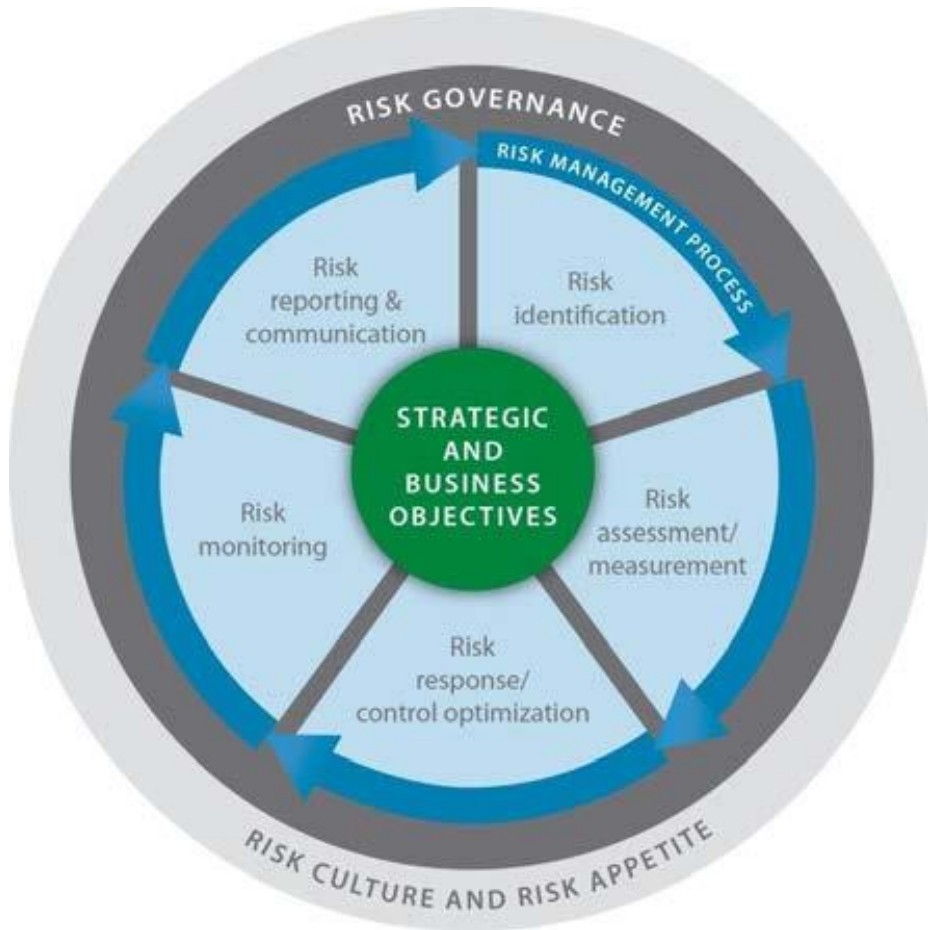 RISK GOVERNANCE
RISK MANAGEMENT PROCESS
Risk
identification
Risk
assessment/
measurement
Risk
response/
control optimization
Risk
monitoring
Risk
reporting &
communication
STRATEGIC
AND
BUSINESS
OBJECTIVES
RISK CULTURE AND RISK APPETITE